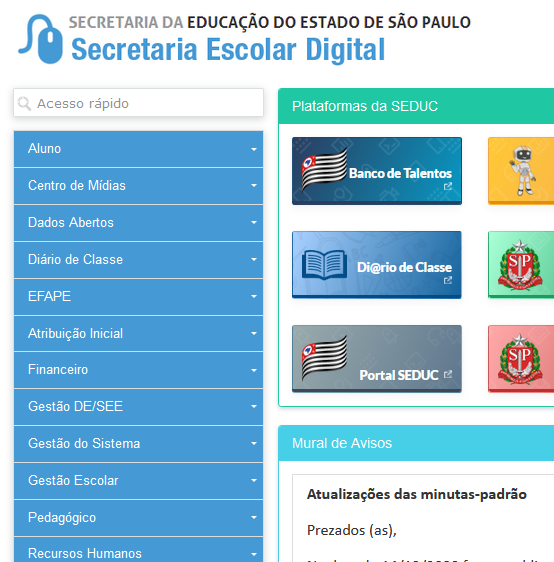 SECRETARIA DA EDUCAÇÃO DO ESTADO DE SÃO PAULO
Secretaria Escolar Digital
Acesso rápido
Aluno
Centro de Mídias
Dados Abertos
Diário de Classe
EFAPE
Atribuição Inicial
Financeiro
Gestão DE/SEE
Gestão do Sistema
Gestão Escolar
Pedagógico
Recursos Humanos
Plataformas da SEDUC
Banco de Talentos
Di@rio de Classe
SP
Portal SEDUC
SP
Mural de Avisos
Atualizações das minutas-padrão
Prezados (as),